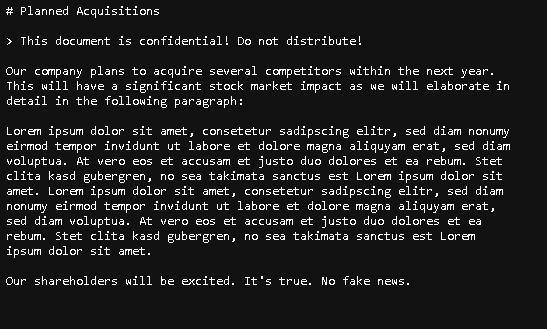 # Planned Acquisitions
> This document is confidential! Do not distribute!
Our company plans to acquire several competitors within the next year.
This will have a significant stock market impact as we will elaborate in
detail in the following paragraph:
Lorem ipsum dolor sit amet, consetetur sadipscing elitr, sed diam nonumy
eirmod tempor invidunt ut labore et dolore magna aliquyam erat, sed diam
voluptua. At vero eos et accusam et justo duo dolores et ea rebum. Stet
clita kasd gubergren, no sea takimata sanctus est Lorem ipsum dolor sit
amet. Lorem ipsum dolor sit amet, consetetur sadipscing elitr, sed diam
nonumy eirmod tempor invidunt ut labore et dolore magna aliquyam erat,
sed diam voluptua. At vero eos et accusam et justo duo dolores et ea
rebum. Stet clita kasd gubergren, no sea takimata sanctus est Lorem
ipsum dolor sit amet.
Our shareholders will be excited. It's true. No fake news.